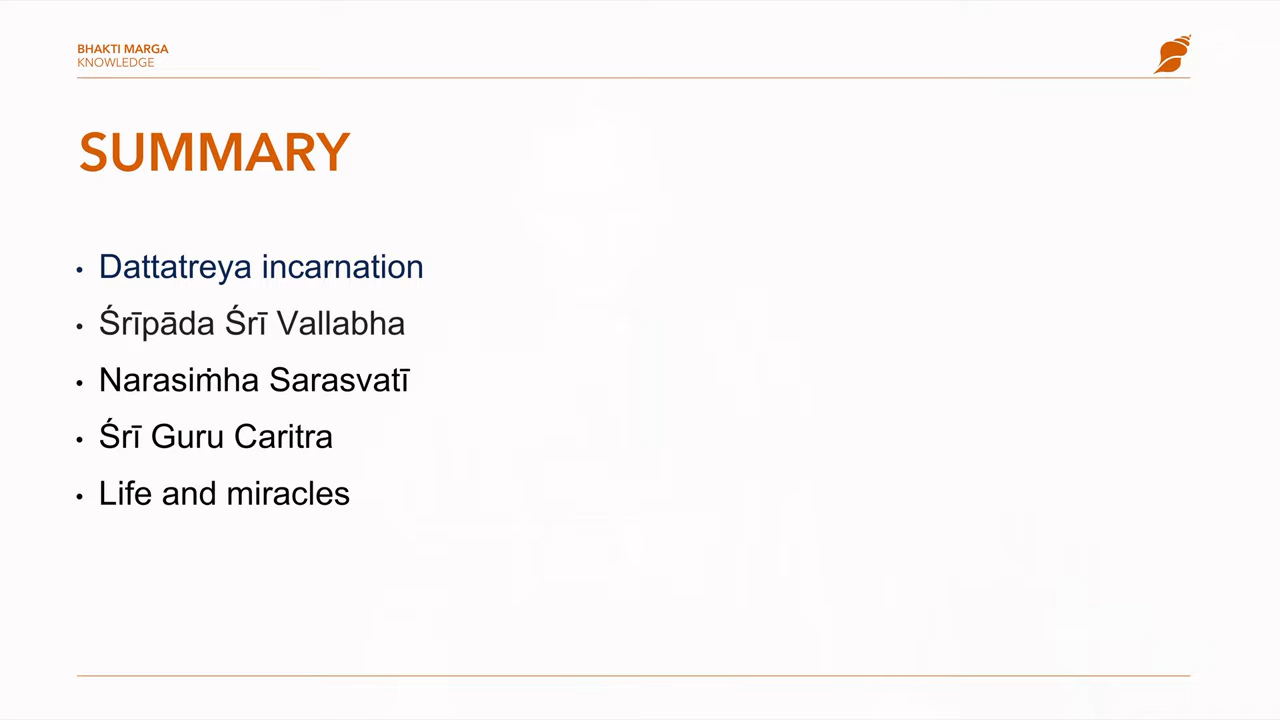 BHAKTI MARGA
KNOWLEDGE
SUMMARY
• Dattatreya incarnation
• Śrīpāda Śrī Vallabha
• Narasiṁha Sarasvatī
• Śrī Guru Caritra
• Life and miracles